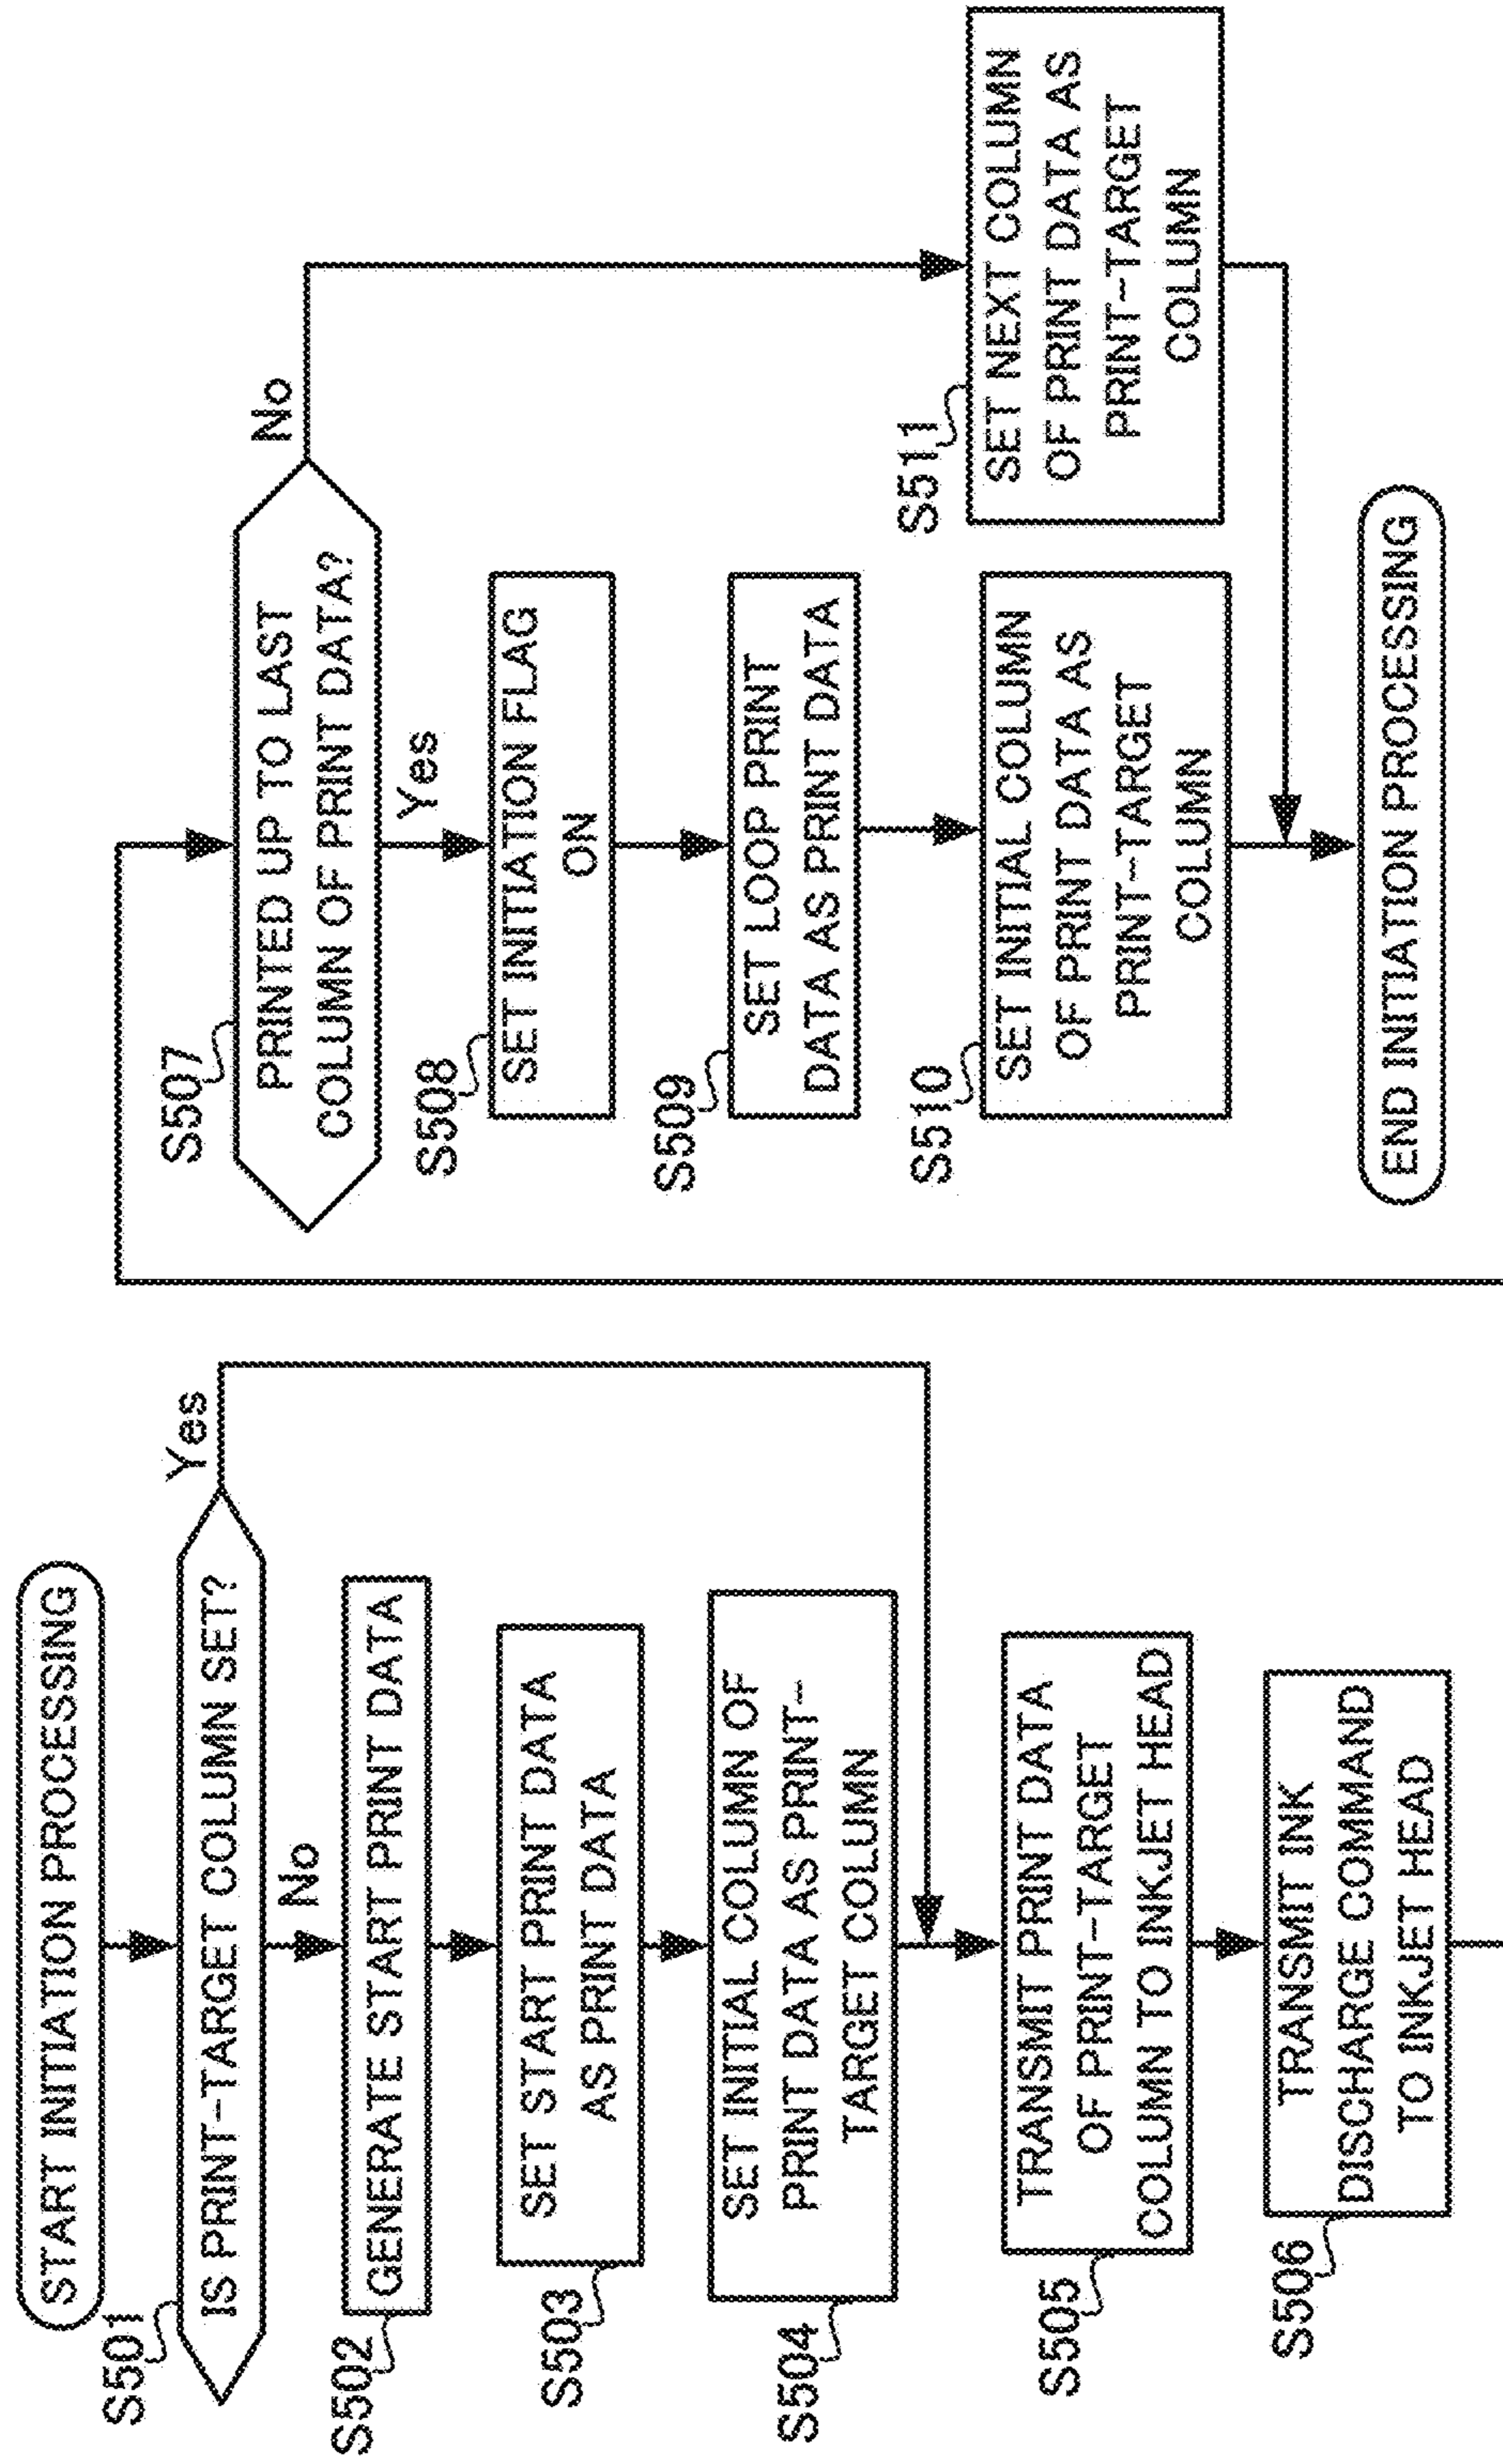 START INITIATION PROCESSING
S501
IS PRINT-TARGET COLUMN SET?
Yes
No
S502
GENERATE START PRINT DATA
S503
SET START PRINT DATA
AS PRINT DATA
S504
SET INITIAL COLUMN OF
PRINT DATA AS PRINT-
TARGET COLUMN
S505
TRANSMIT PRINT DATA
OF PRINT-TARGET
COLUMN TO INKJET HEAD
S506
TRANSMIT INK
DISCHARGE COMMAND
TO INKJET HEAD
S507
PRINTED UP TO LAST
COLUMN OF PRINT DATA?
No
Yes
S508
SET INITIATION FLAG
ON
S509
SET LOOP PRINT
DATA AS PRINT DATA
S510
SET INITIAL COLUMN
OF PRINT DATA AS
PRINT-TARGET
COLUMN
S511
SET NEXT COLUMN
OF PRINT DATA AS
PRINT-TARGET
COLUMN
END INITIATION PROCESSING